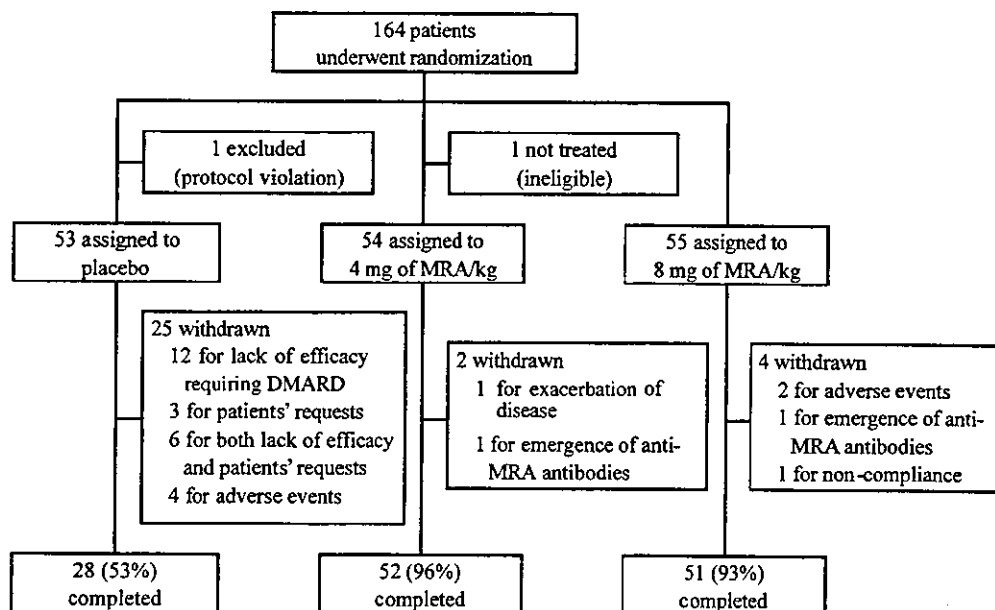 164 patients
underwent randomization
1 excluded
(protocol violation)
1 not treated
(ineligible)
53 assigned to
placebo
54 assigned to
4 mg of MRA/kg
55 assigned to
8 mg of MRA/kg
25 withdrawn
12 for lack of efficacy
requiring DMARD
3 for patients' requests
6 for both lack of efficacy
and patients' requests
4 for adverse events
2 withdrawn
1 for exacerbation of
disease
1 for emergence of anti-
MRA antibodies
4 withdrawn
2 for adverse events
1 for emergence of anti-
MRA antibodies
1 for non-compliance
28 (53%)
completed
52 (96%)
completed
51 (93%)
completed